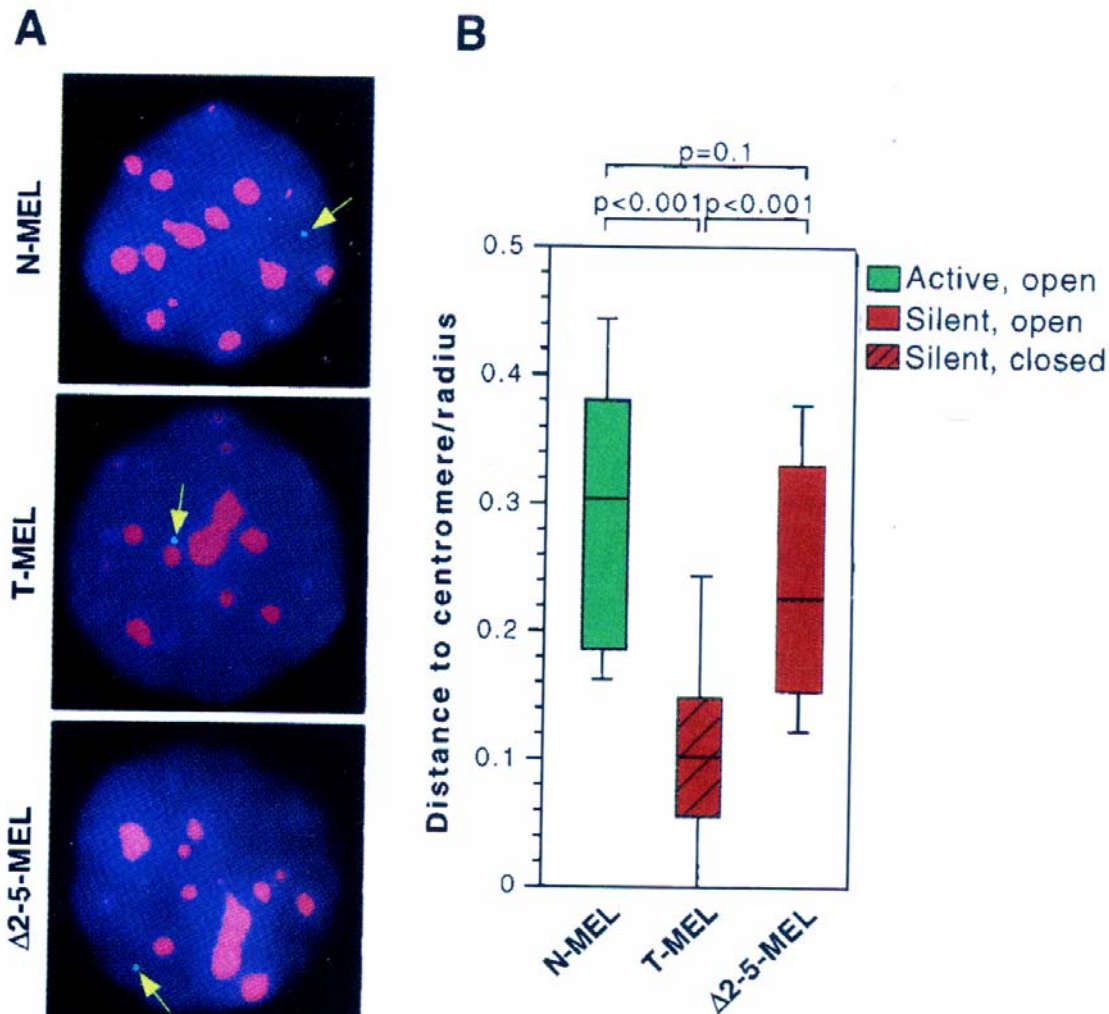 A
B
N-MEL
T-MEL
Δ2-5-MEL
p=0.1
p<0.001 p<0.001
0.5
0.4
0.3
0.2
0.1
0
Distance to centromere/radius
N-MEL
T-MEL
Δ2-5-MEL
Active, open
Silent, open
Silent, closed